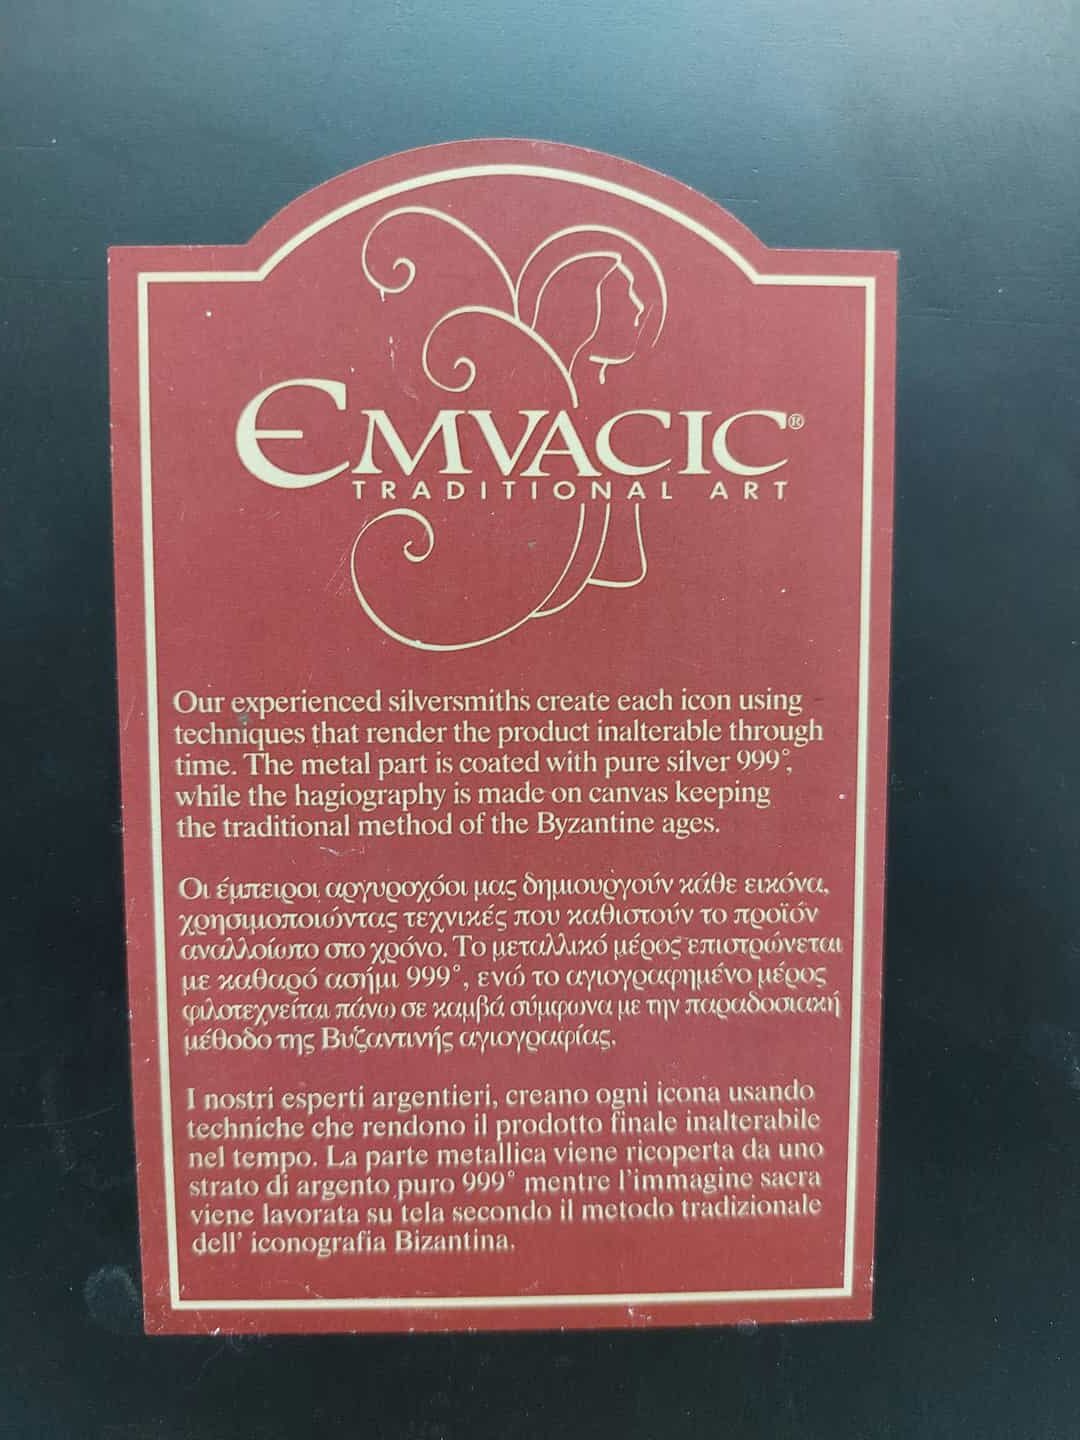 EMVACIC®
TRADITIONAL ART
Our experienced silversmiths create each icon using
techniques that render the product inalterable through
time. The metal part is coated with pure silver 999°,
while the hagiography is made on canvas keeping
the traditional method of the Byzantine ages.
Οι έμπειροι αργυροχόοι μας δημιουργούν κάθε εικόνα,
χρησιμοποιώντας τεχνικές που καθιστούν το προϊόν
αναλλοίωτο στο χρόνο. Το μεταλλικό μέρος επιστρώνεται
με καθαρό ασήμι 999°, ενώ το αγιογραφημένο μέρος
φιλοτεχνείται πάνω σε καμβά σύμφωνα με την παραδοσιακή
μέθοδο της Βυζαντινής αγιογραφίας.
I nostri esperti argentieri, creano ogni icona usando
techniche che rendono il prodotto finale inalterabile
nel tempo. La parte metallica viene ricoperta da uno
strato di argento puro 999° mentre l'immagine sacra
viene lavorata su tela secondo il metodo tradizionale
dell' iconografia Bizantina.